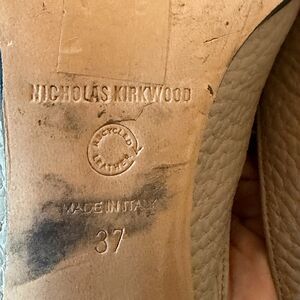 NICHOLAS KIRKWOOD
RECYCLED
LEATHER
MADE IN ITALY
37